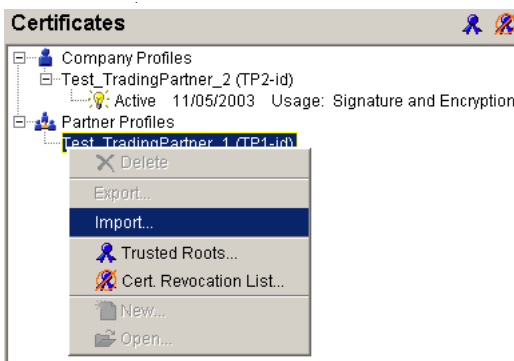 Certificates
Company Profiles
Test_TradingPartner_2 (TP2-id)
Active 11/05/2003 Usage: Signature and Encryption
Partner Profiles
Test_TradingPartner_1 (TP1-id)
Delete
Export...
Import...
Trusted Roots...
Cert. Revocation List...
New...
Open...